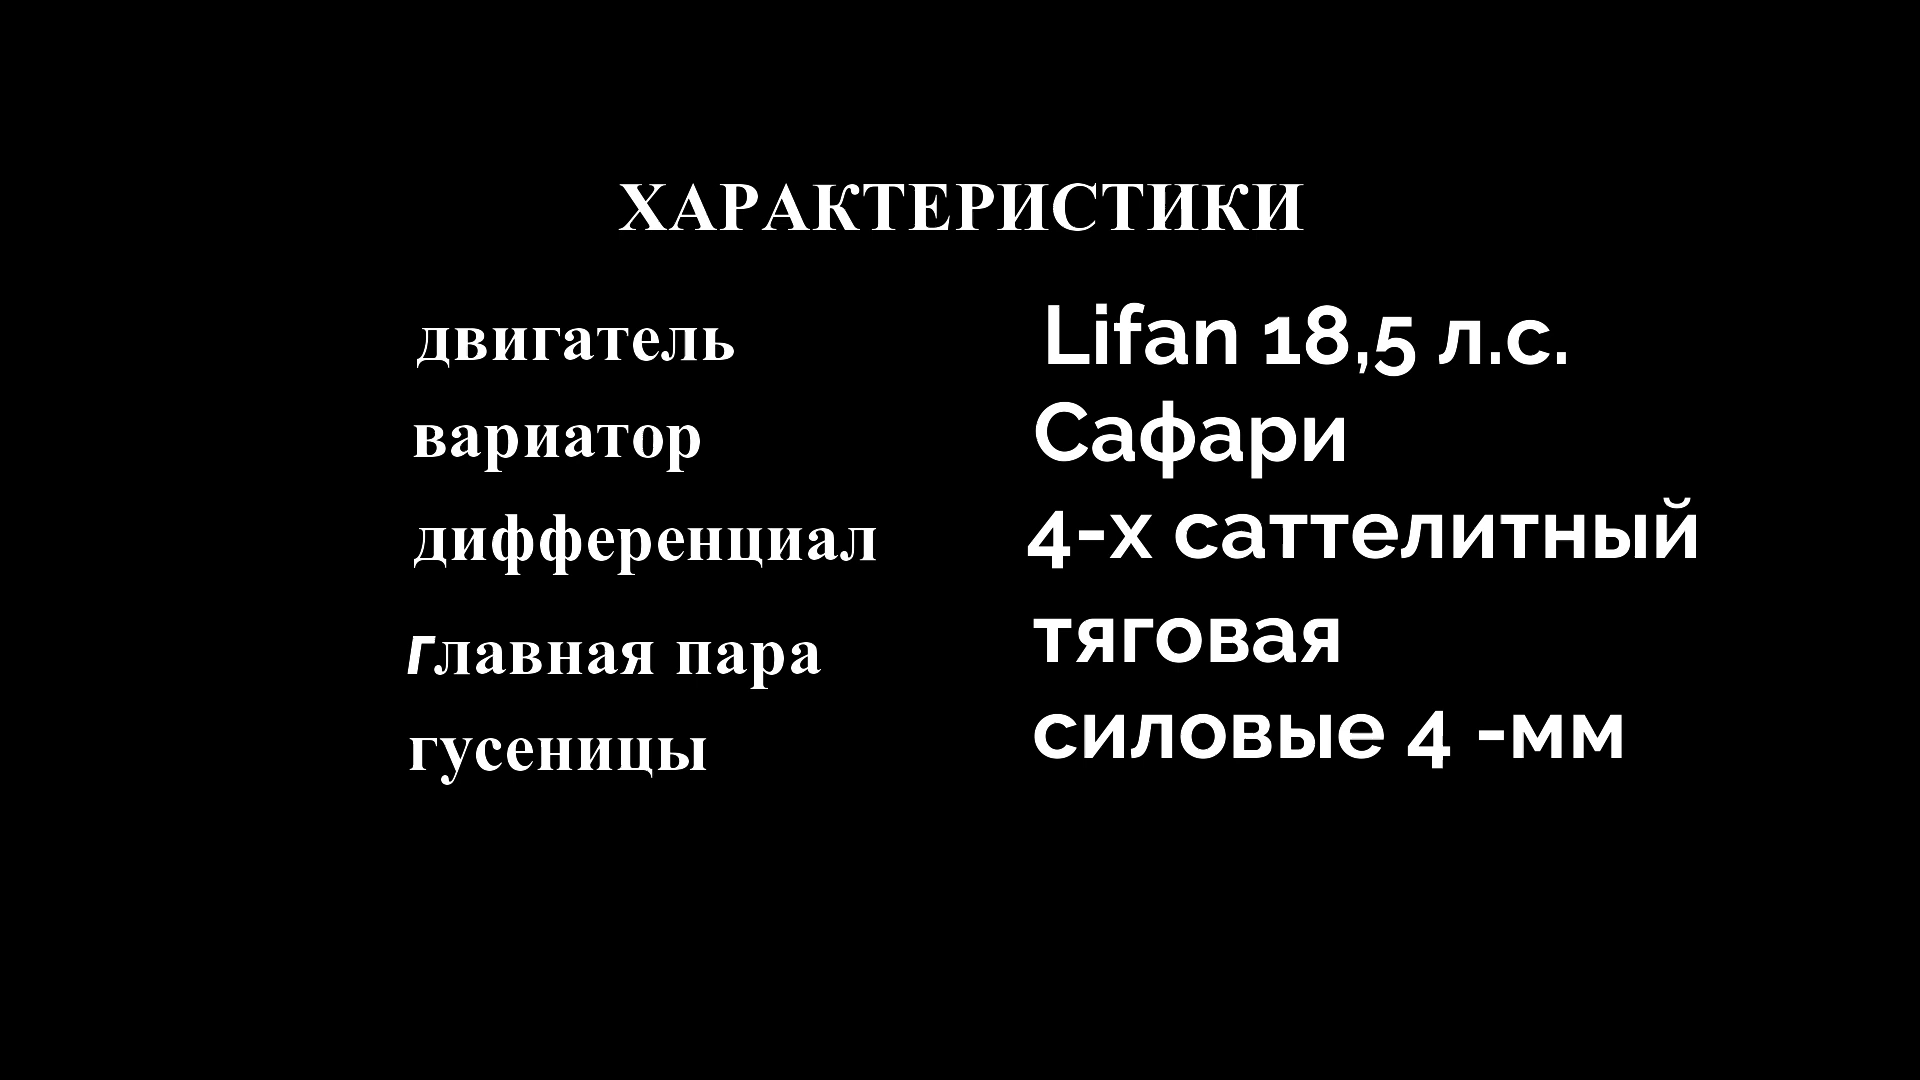 ХАРАКТЕРИСТИКИ
двигатель Lifan 18,5 л.с.
вариатор Сафари
дифференциал 4-х саттелитный
главная пара тяговая
гусеницы силовые 4 -мм